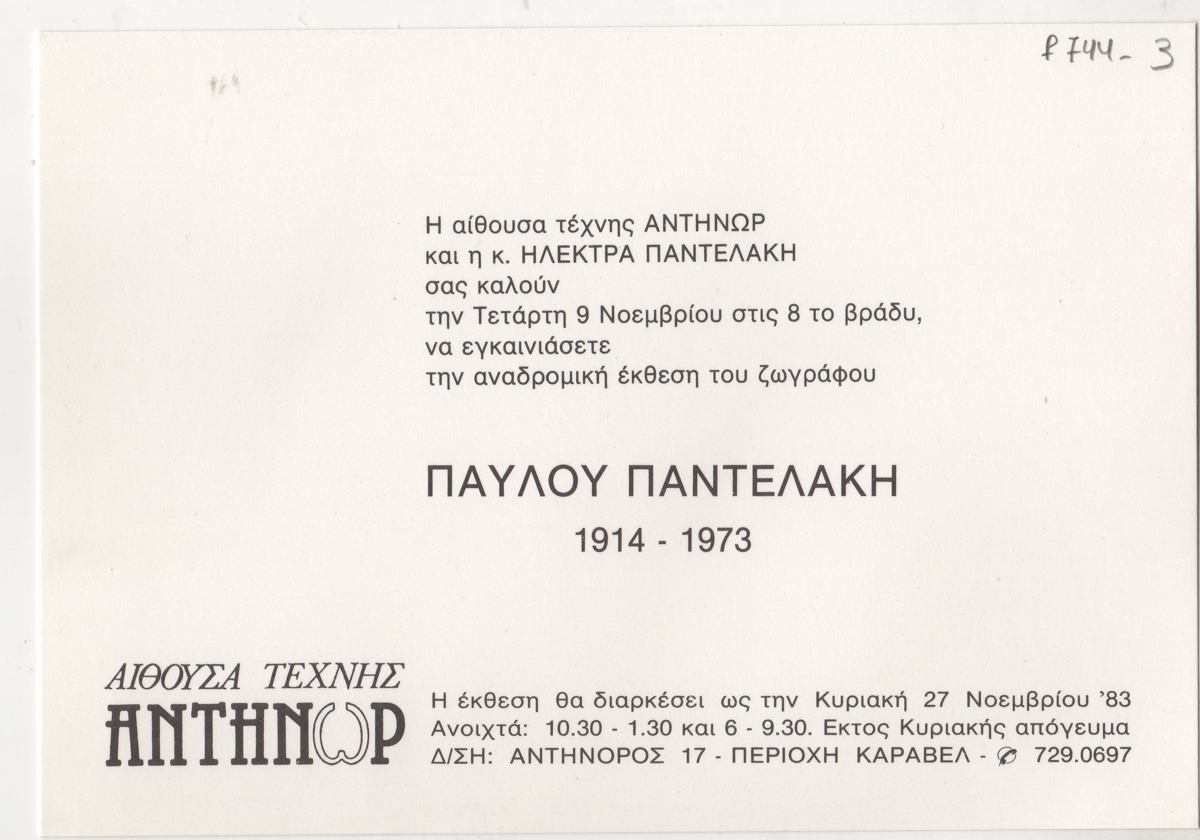 f 744- 3
Η αίθουσα τέχνης ΑΝΤΗΝΩΡ
και η κ. ΗΛΕΚΤΡΑ ΠΑΝΤΕΛΑΚΗ
σας καλούν
την Τετάρτη 9 Νοεμβρίου στις 8 το βράδυ,
να εγκαινιάσετε
την αναδρομική έκθεση του ζωγράφου
ΠΑΥΛΟΥ ΠΑΝΤΕΛΑΚΗ
1914 - 1973
ΑΙΘΟΥΣΑ ΤΕΧΝΗΣ
ΑΝΤΗΝΩΡ
Η έκθεση θα διαρκέσει ως την Κυριακή 27 Νοεμβρίου '83
Ανοιχτά: 10.30 - 1.30 και 6 - 9.30. Εκτος Κυριακής απόγευμα
Δ/ΣΗ: ΑΝΤΗΝΟΡΟΣ 17 - ΠΕΡΙΟΧΗ ΚΑΡΑΒΕΛ - ✆ 729.0697